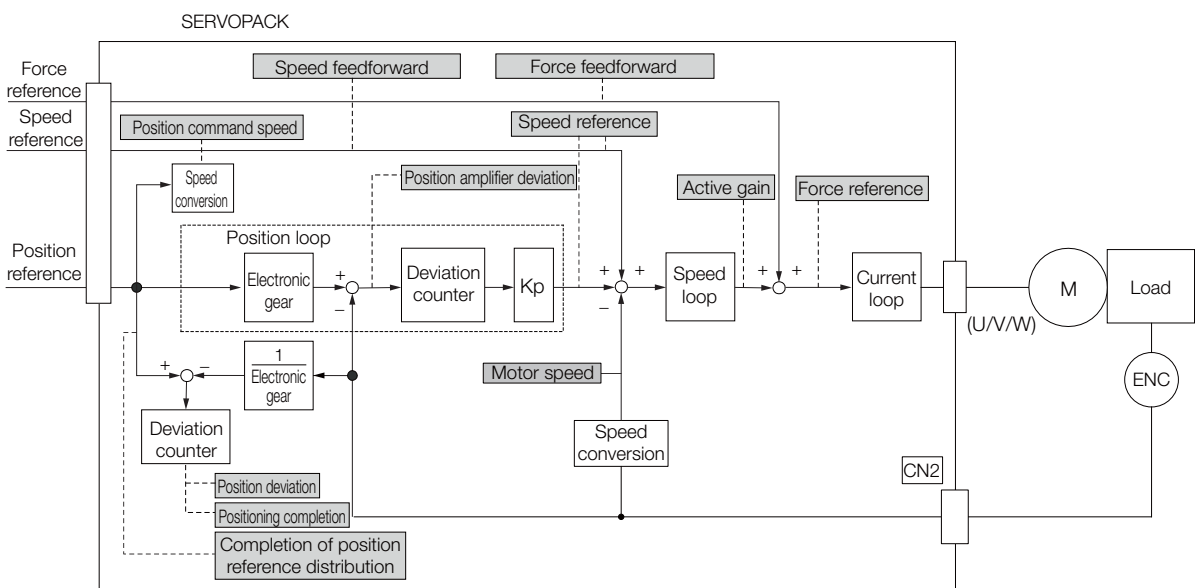 SERVOPACK
Speed feedforward
Force feedforward
Force
reference
Speed
reference
Position command speed
Speed reference
Speed
conversion
Position amplifier deviation
Active gain
Force reference
Position loop
Position
reference
Electronic
gear
+
−
Deviation
counter
Kp
+
+
−
Speed
loop
+
+
Current
loop
(U/V/W)
M
Load
+
−
1
Electronic
gear
Motor speed
ENC
Deviation
counter
Speed
conversion
CN2
Position deviation
Positioning completion
Completion of position
reference distribution